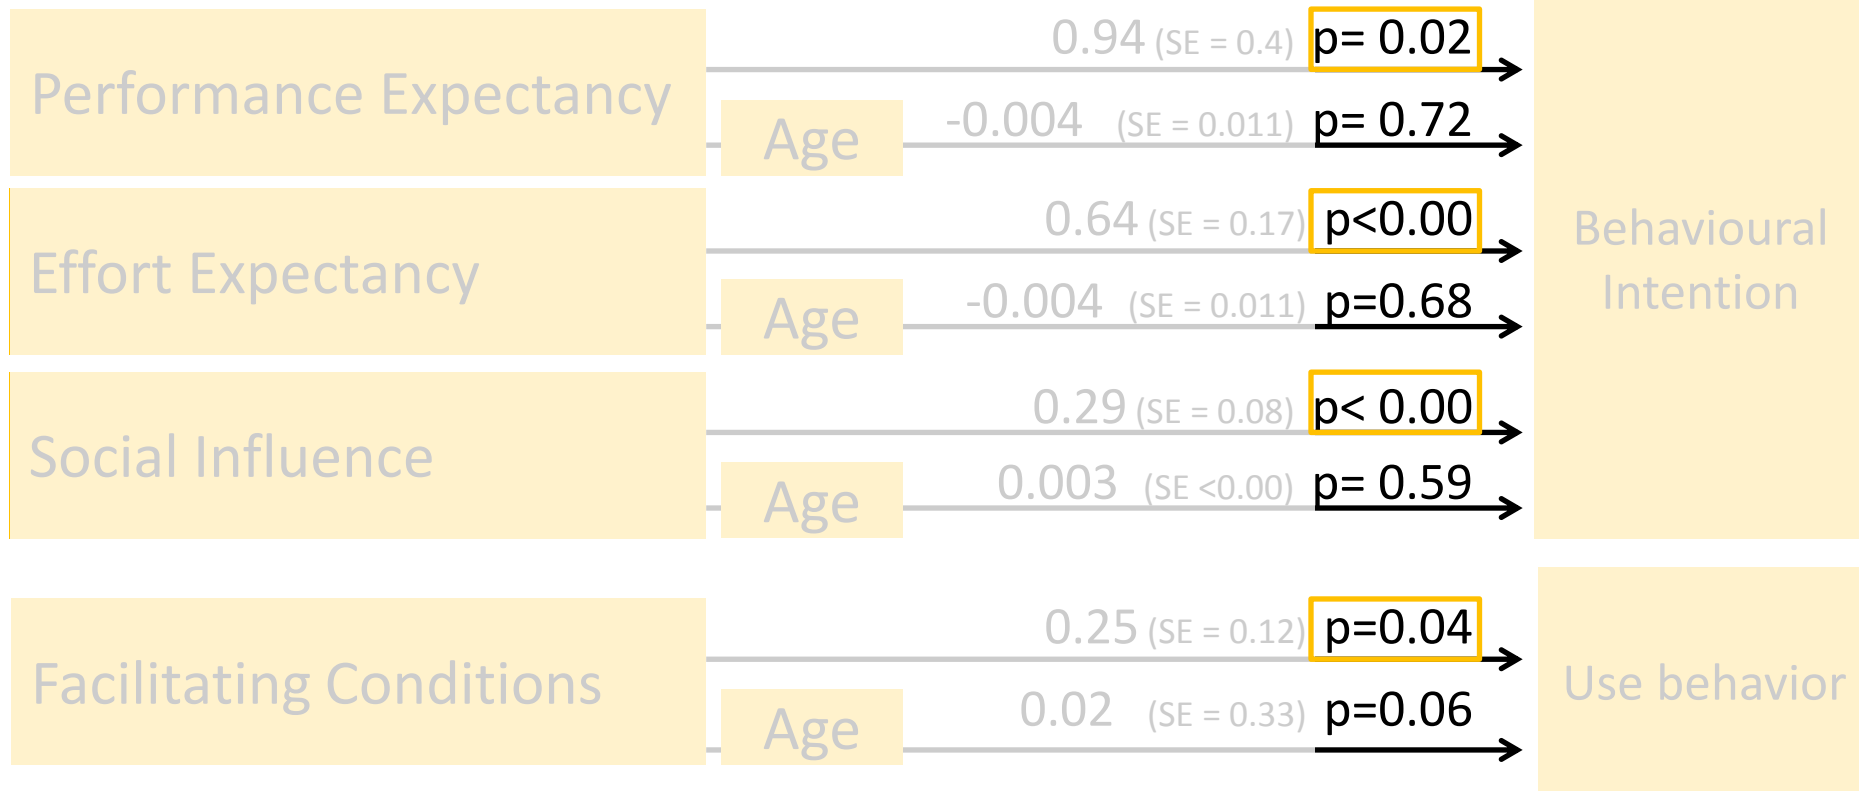 0.94 (SE = 0.4) p= 0.02
Performance Expectancy
Age -0.004 (SE = 0.011) p= 0.72
0.64 (SE = 0.17) p<0.00
Effort Expectancy
Age -0.004 (SE = 0.011) p=0.68
Behavioural
Intention
0.29 (SE = 0.08) p< 0.00
Social Influence
Age 0.003 (SE <0.00) p= 0.59
0.25 (SE = 0.12) p=0.04
Facilitating Conditions
Age 0.02 (SE = 0.33) p=0.06
Use behavior